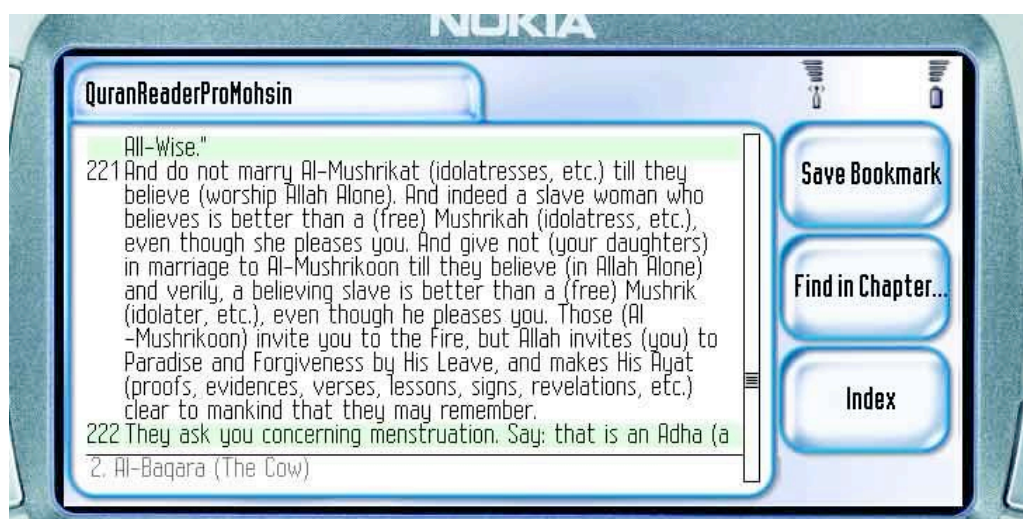 NOKIA
QuranReaderProMohsin
All-Wise."
221 And do not marry Al-Mushrikat (idolatresses, etc.) till they
believe (worship Allah Alone). And indeed a slave woman who
believes is better than a (free) Mushrikah (idolatress, etc.),
even though she pleases you. And give not (your daughters)
in marriage to Al-Mushrikoon till they believe (in Allah Alone)
and verily, a believing slave is better than a (free) Mushrik
(idolater, etc.), even though he pleases you. Those (Al
-Mushrikoon) invite you to the Fire, but Allah invites (you) to
Paradise and Forgiveness by His Leave, and makes His Ayat
(proofs, evidences, verses, lessons, signs, revelations, etc.)
clear to mankind that they may remember.
222 They ask you concerning menstruation. Say: that is an Adha (a
2. Al-Baqara (The Cow)
Save Bookmark
Find in Chapter...
Index